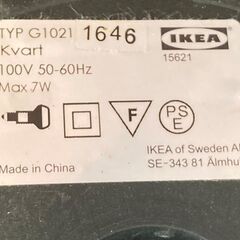 TYP G1021 1646
Kvart
IKEA
15621
100V 50-60Hz
Max 7W
F
PS
E
Made in China
IKEA of Sweden A
SE-343 81 Älmhu